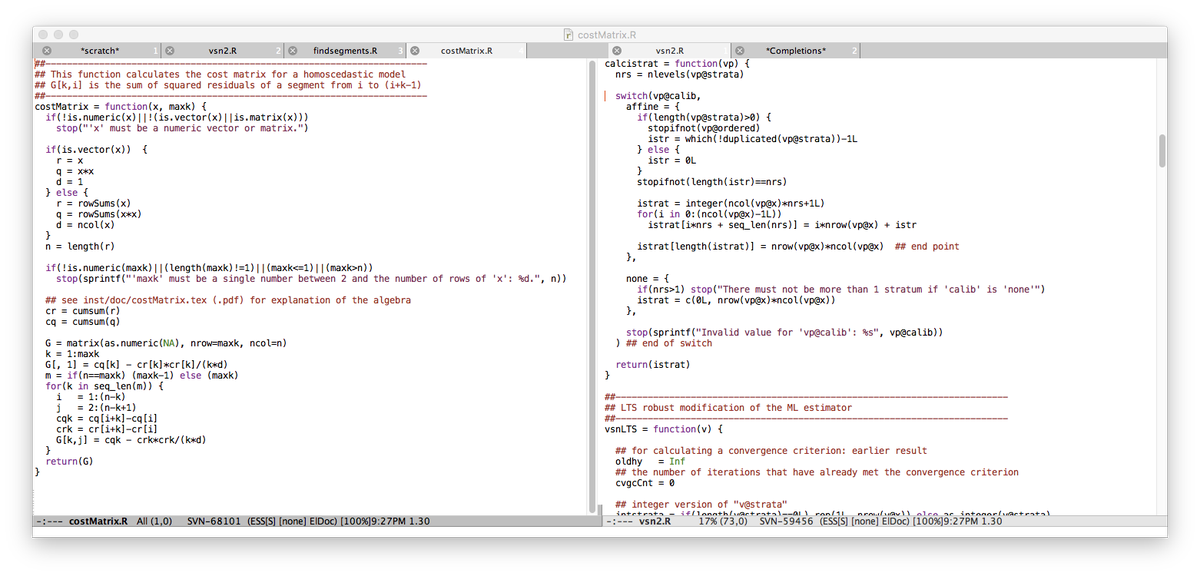 costMatrix.R
*scratch* 1 vsn2.R 2 findsegments.R 3 costMatrix.R 4
##------------------------------------------------------------------------
## This function calculates the cost matrix for a homoscedastic model
## G[k,i] is the sum of squared residuals of a segment from i to (i+k-1)
##------------------------------------------------------------------------
costMatrix = function(x, maxk) {
  if(!is.numeric(x)||!(is.vector(x)||is.matrix(x)))
    stop("'x' must be a numeric vector or matrix.")

  if(is.vector(x))  {
    r = x
    q = x*x
    d = 1
  } else {
    r = rowSums(x)
    q = rowSums(x*x)
    d = ncol(x)
  }
  n = length(r)

  if(!is.numeric(maxk)||(length(maxk)!=1)||(maxk<=1)||(maxk>n))
    stop(sprintf("'maxk' must be a single number between 2 and the number of rows of 'x': %d.", n))

  ## see inst/doc/costMatrix.tex (.pdf) for explanation of the algebra
  cr = cumsum(r)
  cq = cumsum(q)

  G = matrix(as.numeric(NA), nrow=maxk, ncol=n)
  k = 1:maxk
  G[, 1] = cq[k] - cr[k]*cr[k]/(k*d)
  m = if(n==maxk) (maxk-1) else (maxk)
  for(k in seq_len(m)) {
    i   = 1:(n-k)
    j   = 2:(n-k+1)
    cqk = cq[i+k]-cq[i]
    crk = cr[i+k]-cr[i]
    G[k,j] = cqk - crk*crk/(k*d)
  }
  return(G)
}
-:--- costMatrix.R All (1,0) SVN-68101 (ESS[S] [none] ElDoc) [100%]9:27PM 1.30
vsn2.R 1 *Completions* 2
calcistrat = function(vp) {
  nrs = nlevels(vp@strata)

  switch(vp@calib,
    affine = {
      if(length(vp@strata)>0) {
        stopifnot(vp@ordered)
        istr = which(!duplicated(vp@strata))-1L
      } else {
        istr = 0L
      }
      stopifnot(length(istr)==nrs)

      istrat = integer(ncol(vp@x)*nrs+1L)
      for(i in 0:(ncol(vp@x)-1L))
        istrat[i*nrs + seq_len(nrs)] = i*nrow(vp@x) + istr

      istrat[length(istrat)] = nrow(vp@x)*ncol(vp@x)  ## end point
    },

    none = {
      if(nrs>1) stop("There must not be more than 1 stratum if 'calib' is 'none'")
      istrat = c(0L, nrow(vp@x)*ncol(vp@x))
    },

    stop(sprintf("Invalid value for 'vp@calib': %s", vp@calib))
  ) ## end of switch

  return(istrat)
}

##------------------------------------------------------------------------
## LTS robust modification of the ML estimator
##------------------------------------------------------------------------
vsnLTS = function(v) {

  ## for calculating a convergence criterion: earlier result
  oldhy   = Inf
  ## the number of iterations that have already met the convergence criterion
  cvgcCnt = 0

  ## integer version of "v@strata"
  intstrata = if(length(v@strata)==0L) rep(1L, nrow(v@x)) else as.integer(v@strata)
-:--- vsn2.R 17% (73,0) SVN-59456 (ESS[S] [none] ElDoc) [100%]9:27PM 1.30